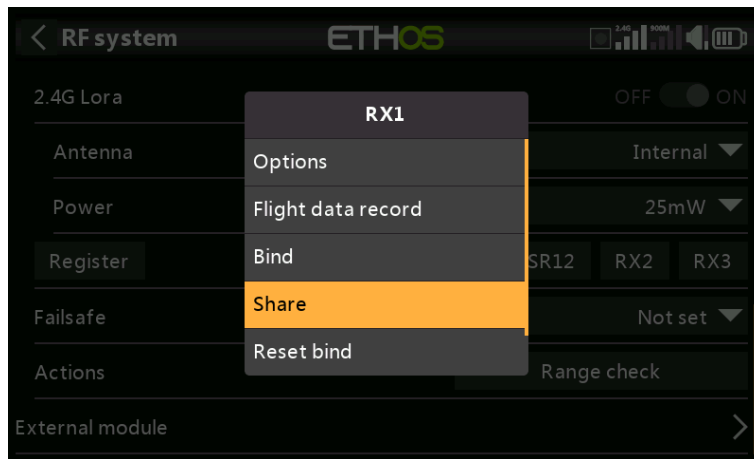 RF system ETHOS 2.4G 900M
2.4G Lora OFF ON
RX1
Antenna Internal
Options
Power 25mW
Flight data record
Register SR12 RX2 RX3
Bind
Failsafe Not set
Share
Actions Range check
Reset bind
External module